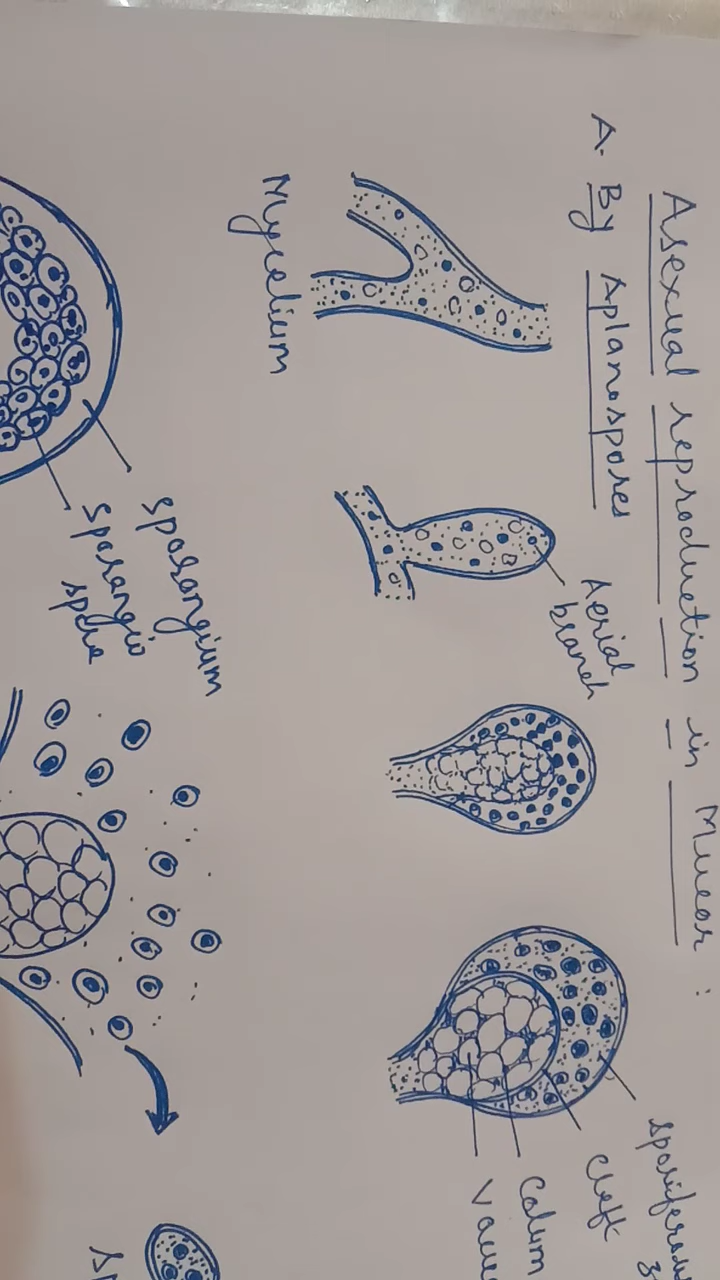 Asexual reproduction in Mucor :
A. By Aplanospores
Aerial
branch
Cleft
Mycelium
Sporangium
Sporangio
spore